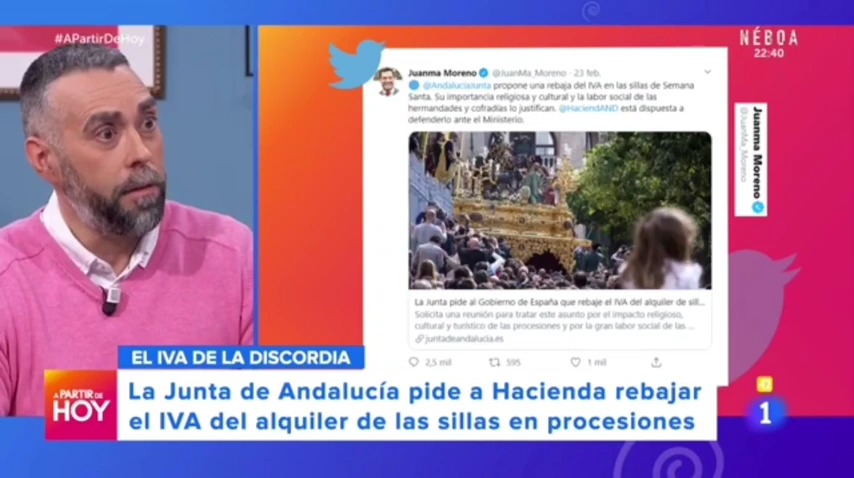 #APartirDeHoy
NÉBOA
22:40
Juanma Moreno @JuanMa_Moreno · 23 feb.
@AndaluciaJunta propone una rebaja del IVA en las sillas de Semana
Santa. Su importancia religiosa y cultural y la labor social de las
hermandades y cofradías lo justifican. @HaciendAND está dispuesta a
defenderlo ante el Ministerio.
Juanma Moreno
@JuanMa_Moreno
La Junta pide al Gobierno de España que rebaje el IVA del alquiler de sill...
Solicita una reunión para tratar este asunto por el impacto religioso,
cultural y turístico de las procesiones y por la gran labor social de las ...
juntadeandalucia.es
2,5 mil 595 1 mil
EL IVA DE LA DISCORDIA
A PARTIR DE
HOY
La Junta de Andalucía pide a Hacienda rebajar
el IVA del alquiler de las sillas en procesiones
1